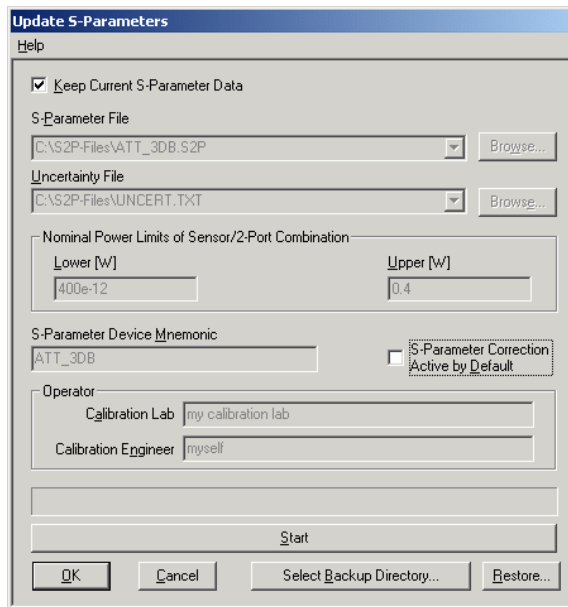 Update S-Parameters
Help
Keep Current S-Parameter Data
S-Parameter File
C:\S2P-Files\ATT_3DB.S2P
Browse...
Uncertainty File
C:\S2P-Files\UNCERT.TXT
Browse...
Nominal Power Limits of Sensor/2-Port Combination
Lower [W]
Upper [W]
400e-12
0.4
S-Parameter Device Mnemonic
ATT_3DB
S-Parameter Correction
Active by Default
Operator
Calibration Lab
my calibration lab
Calibration Engineer
myself
Start
OK
Cancel
Select Backup Directory...
Restore...